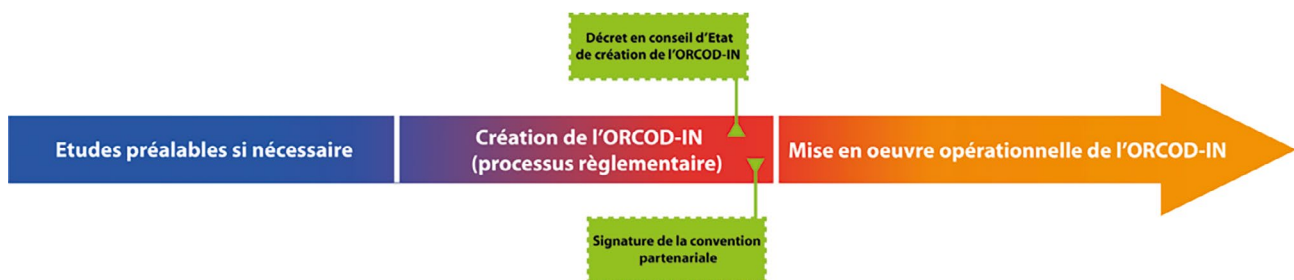 Décret en conseil d'Etat
de création de l'ORCOD-IN
Etudes préalables si nécessaire
Création de l'ORCOD-IN
(processus règlementaire)
Mise en oeuvre opérationnelle de l'ORCOD-IN
Signature de la convention
partenariale